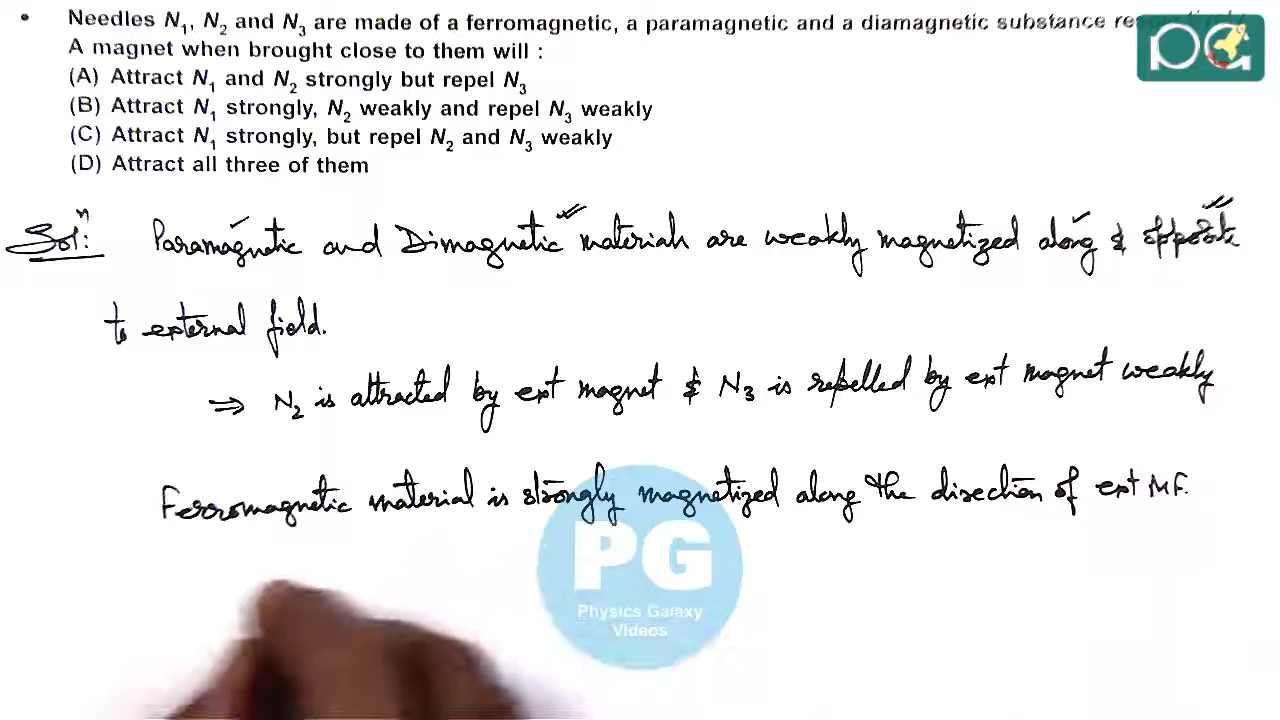 • Needles N1, N2 and N3 are made of a ferromagnetic, a paramagnetic and a diamagnetic substance
A magnet when brought close to them will :
(A) Attract N1 and N2 strongly but repel N3
(B) Attract N1 strongly, N2 weakly and repel N3 weakly
(C) Attract N1 strongly, but repel N2 and N3 weakly
(D) Attract all three of them
Solⁿ: Paramagnetic and Dimagnetic materials are weakly magnetized along & opposite
to external field.
⇒ N2 is attracted by ext magnet & N3 is repelled by ext magnet weakly
Ferromagnetic material is strongly magnetized along the direction of ext MF.
PG
Physics Galaxy
Videos